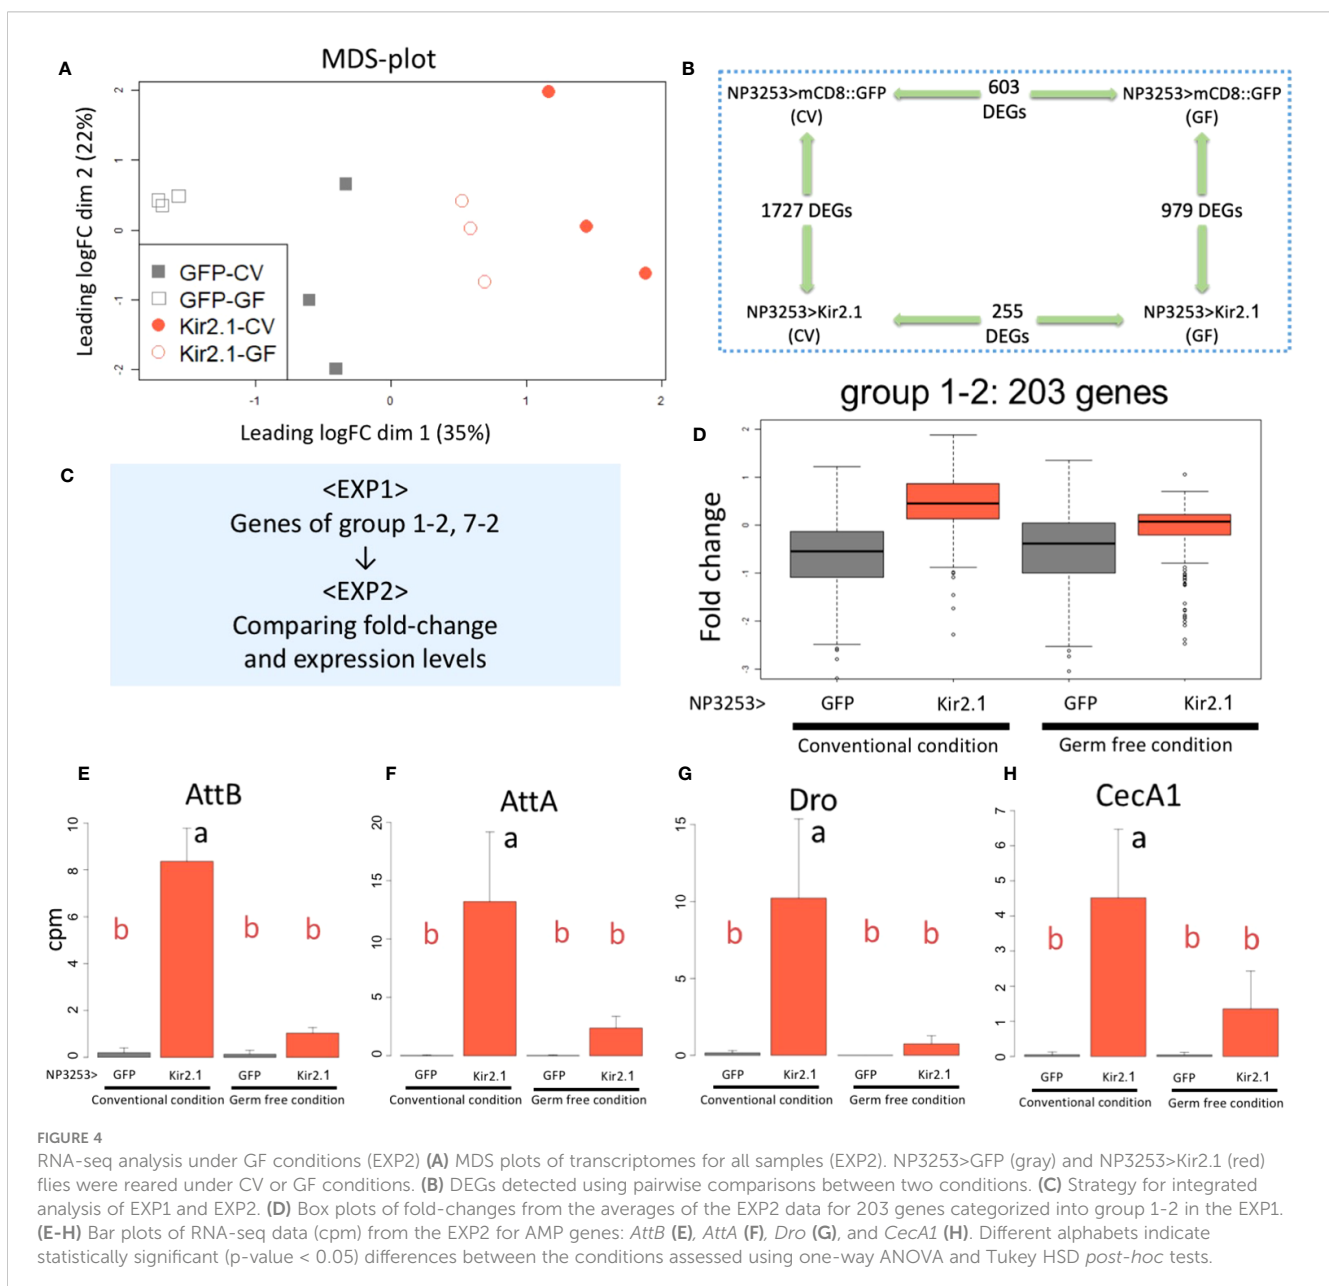 A
MDS-plot
Leading logFC dim 2 (22%)
2
1
0
-1
-2
GFP-CV
GFP-GF
Kir2.1-CV
Kir2.1-GF
-1
0
1
2
Leading logFC dim 1 (35%)
B
NP3253>mCD8::GFP
(CV)
603
DEGs
NP3253>mCD8::GFP
(GF)
1727 DEGs
979 DEGs
NP3253>Kir2.1
(CV)
255
DEGs
NP3253>Kir2.1
(GF)
C
<EXP1>
Genes of group 1-2, 7-2
↓
<EXP2>
Comparing fold-change
and expression levels
group 1-2: 203 genes
D
Fold change
2
1
0
-1
-2
-3
NP3253>
GFP
Kir2.1
GFP
Kir2.1
Conventional condition
Germ free condition
E
AttB
cpm
10
8
6
4
2
0
b
a
b
b
NP3253>
GFP
Kir2.1
GFP
Kir2.1
Conventional condition
Germ free condition
F
AttA
20
15
10
5
0
b
a
b
b
GFP
Kir2.1
GFP
Kir2.1
Conventional condition
Germ free condition
G
Dro
15
10
5
0
b
a
b
b
GFP
Kir2.1
GFP
Kir2.1
Conventional condition
Germ free condition
H
CecA1
7
6
5
4
3
2
1
0
b
a
b
b
GFP
Kir2.1
GFP
Kir2.1
Conventional condition
Germ free condition
FIGURE 4
RNA-seq analysis under GF conditions (EXP2) (A) MDS plots of transcriptomes for all samples (EXP2). NP3253>GFP (gray) and NP3253>Kir2.1 (red)
flies were reared under CV or GF conditions. (B) DEGs detected using pairwise comparisons between two conditions. (C) Strategy for integrated
analysis of EXP1 and EXP2. (D) Box plots of fold-changes from the averages of the EXP2 data for 203 genes categorized into group 1-2 in the EXP1.
(E-H) Bar plots of RNA-seq data (cpm) from the EXP2 for AMP genes: AttB (E), AttA (F), Dro (G), and CecA1 (H). Different alphabets indicate
statistically significant (p-value < 0.05) differences between the conditions assessed using one-way ANOVA and Tukey HSD post-hoc tests.